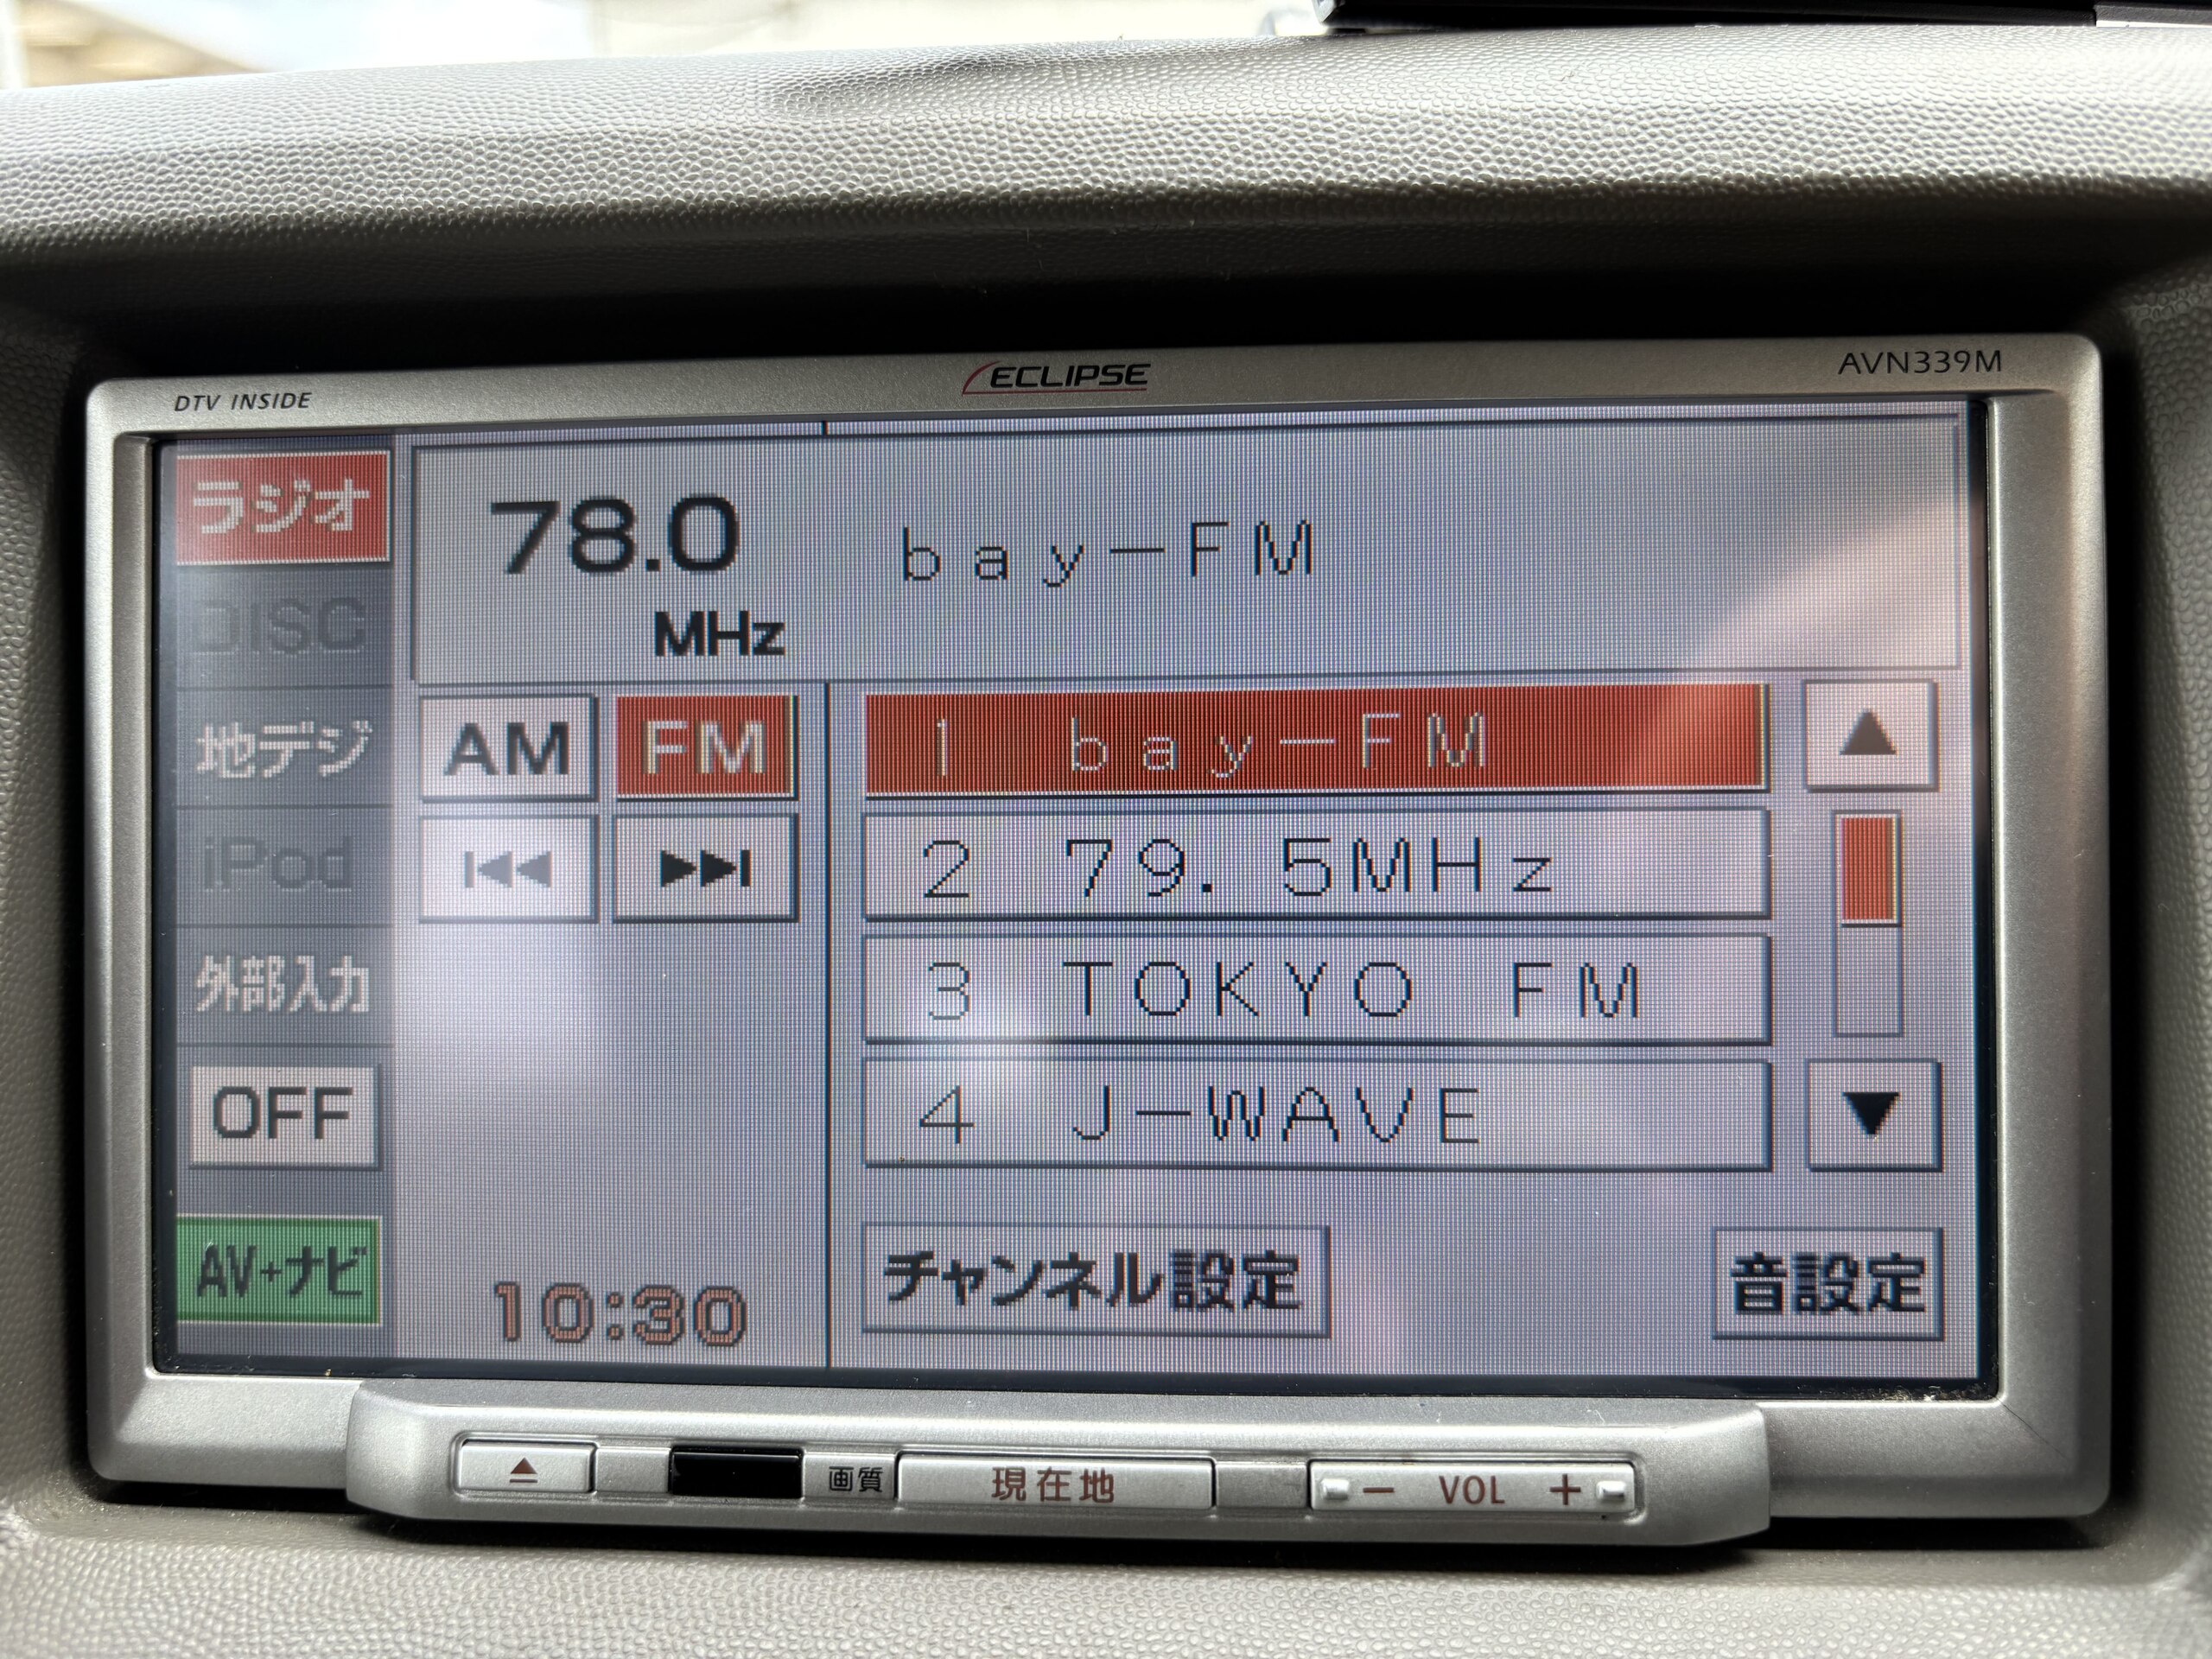 DTV INSIDE
ECLIPSE
AVN339M
ラジオ
DISC
地デジ
iPod
外部入力
OFF
AV+ナビ
78.0
MHz
bay-FM
AM
FM
10:30
1 bay-FM
2 79.5MHz
3 TOKYO FM
4 J-WAVE
チャンネル設定
音設定
画質
現在地
- VOL +